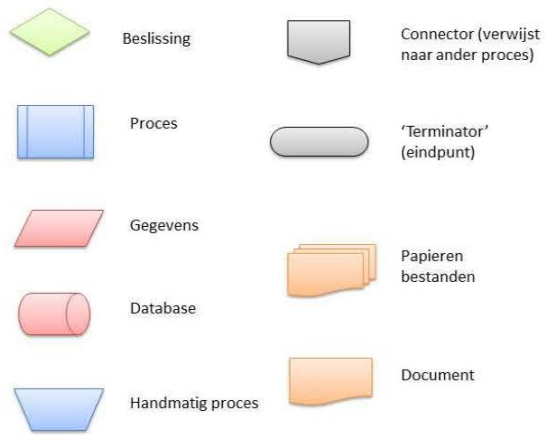 Beslissing
Proces
Gegevens
Database
Handmatig proces
Connector (verwijst
naar ander proces)
‘Terminator’
(eindpunt)
Papieren
bestanden
Document